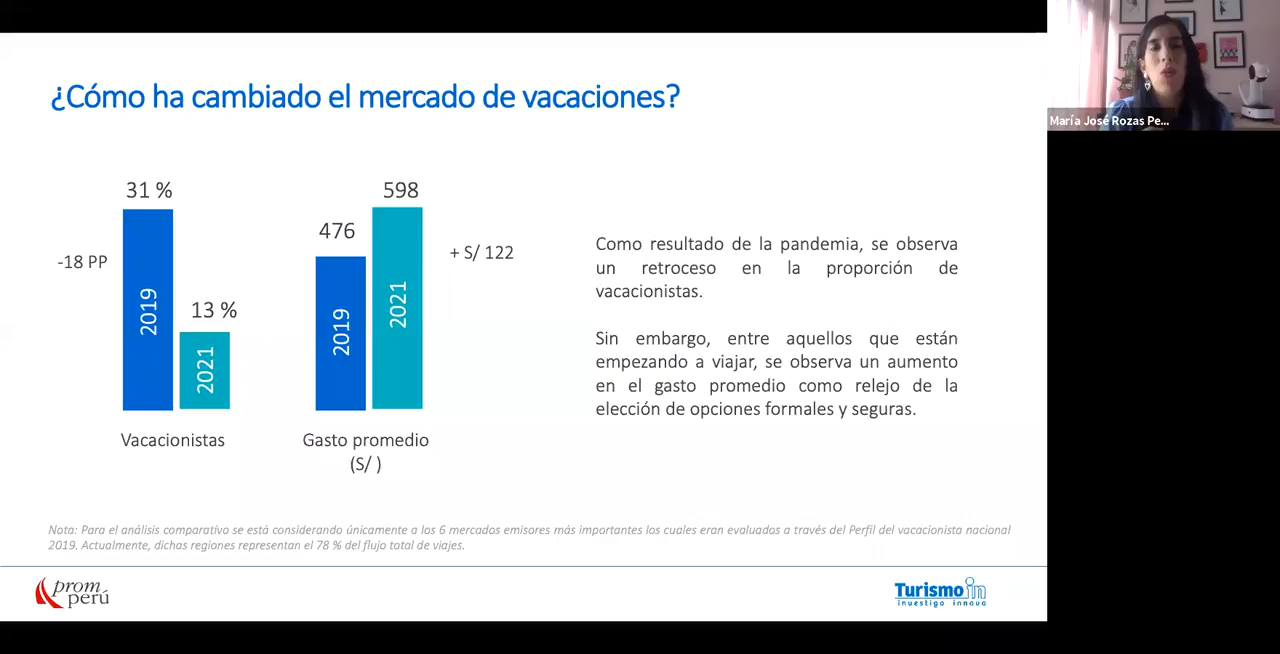 ¿Cómo ha cambiado el mercado de vacaciones?
María José Rozas Pe...
31 %
-18 PP
2019
13 %
2021
Vacacionistas
476
2019
598
2021
+ S/ 122
Gasto promedio
(S/ )
Como resultado de la pandemia, se observa
un retroceso en la proporción de
vacacionistas.
Sin embargo, entre aquellos que están
empezando a viajar, se observa un aumento
en el gasto promedio como relejo de la
elección de opciones formales y seguras.
Nota: Para el análisis comparativo se está considerando únicamente a los 6 mercados emisores más importantes los cuales eran evaluados a través del Perfil del vacacionista nacional
2019. Actualmente, dichas regiones representan el 78 % del flujo total de viajes.
prom
perú
Turismo in
investiga innova